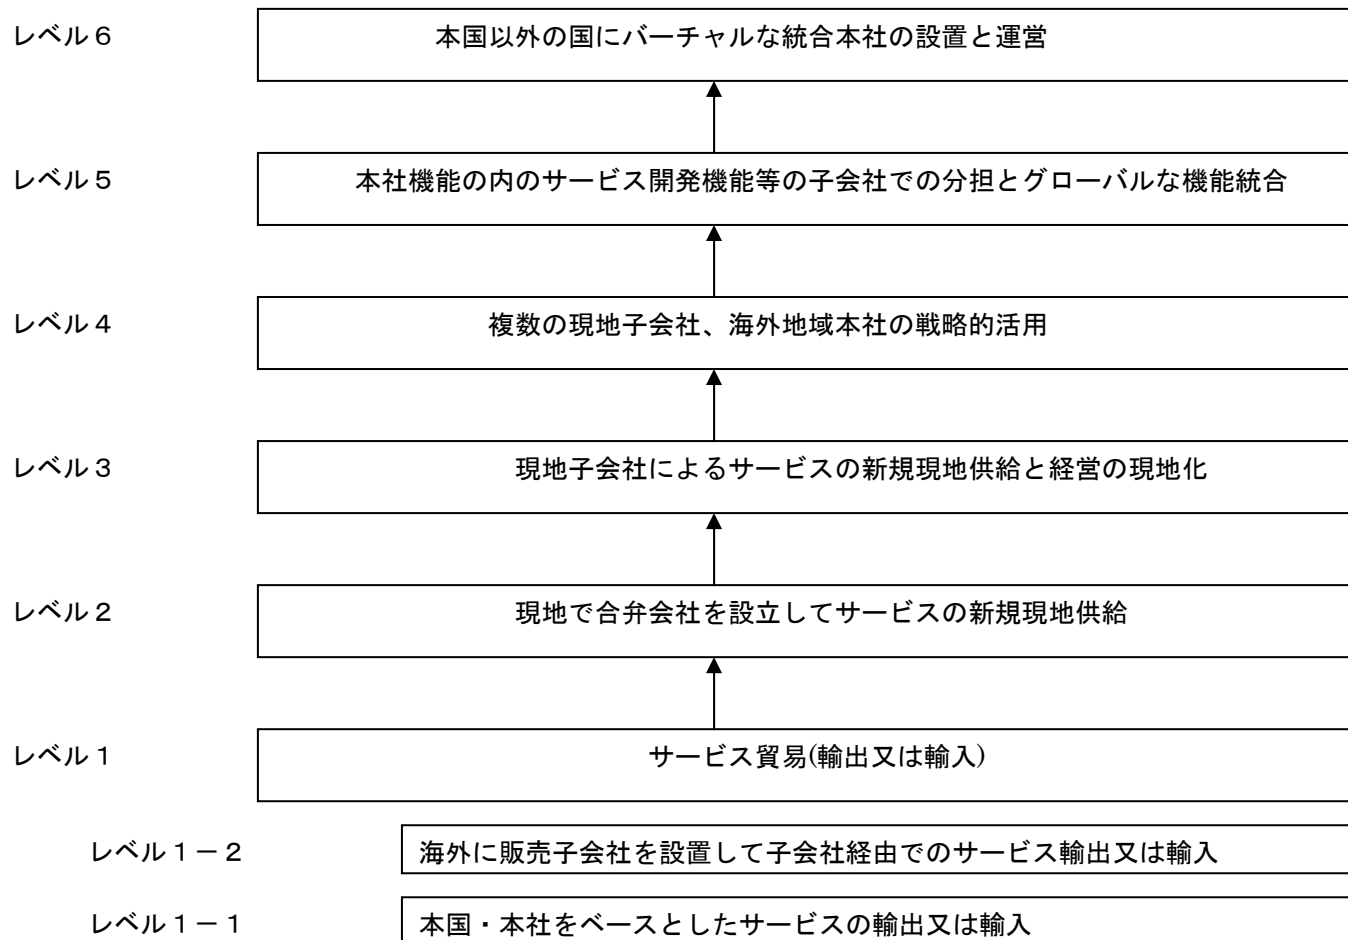 レベル６ 本国以外の国にバーチャルな統合本社の設置と運営
レベル５ 本社機能の内のサービス開発機能等の子会社での分担とグローバルな機能統合
レベル４ 複数の現地子会社、海外地域本社の戦略的活用
レベル３ 現地子会社によるサービスの新規現地供給と経営の現地化
レベル２ 現地で合弁会社を設立してサービスの新規現地供給
レベル１ サービス貿易(輸出又は輸入)
レベル１－２ 海外に販売子会社を設置して子会社経由でのサービス輸出又は輸入
レベル１－１ 本国・本社をベースとしたサービスの輸出又は輸入